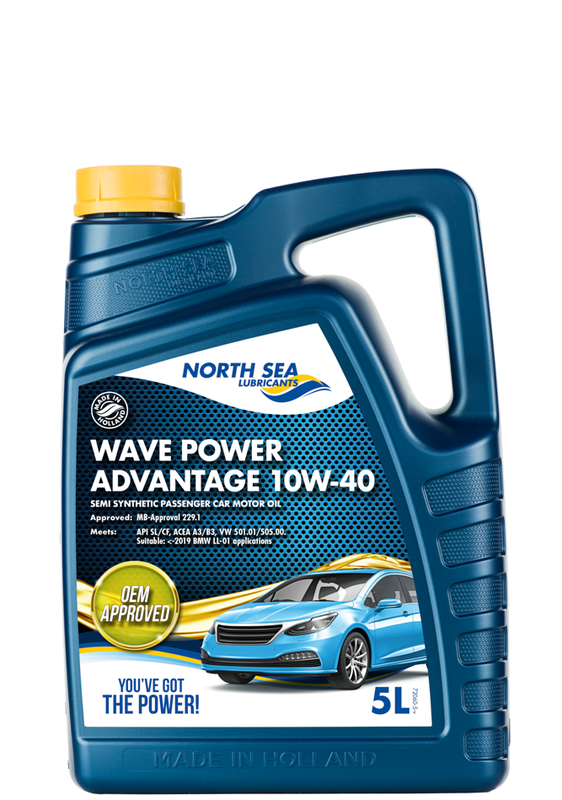 NORTH SEA
NORTH SEA
LUBRICANTS
MADE IN
HOLLAND
WAVE POWER
ADVANTAGE 10W-40
SEMI SYNTHETIC PASSENGER CAR MOTOR OIL
Approved: MB-Approval 229.1
Meets: API SL/CF, ACEA A3/B3, VW 501.01/505.00.
Suitable: <-2019 BMW LL-01 applications
OEM
APPROVED
YOU'VE GOT
THE POWER!
5L
MADE IN HOLLAND